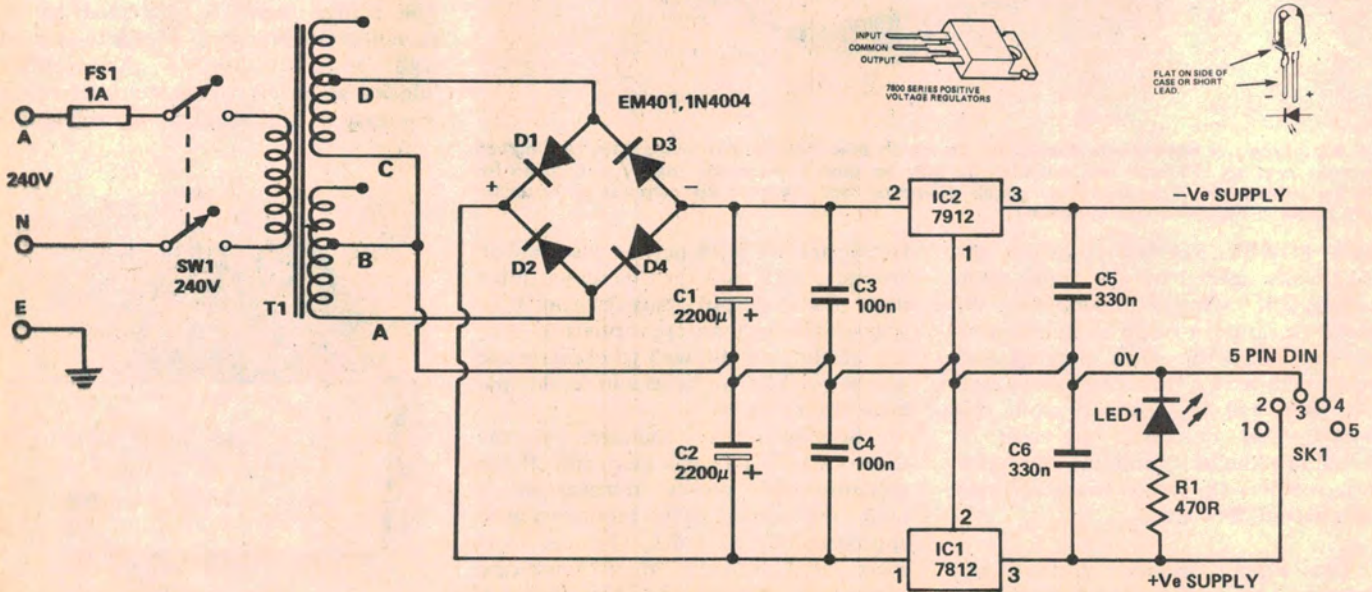 FS1
1A
A
240V
N
E
SW1
240V
T1
D
C
B
A
EM401,1N4004
D1
D3
D2
D4
+
–
INPUT
COMMON
OUTPUT
7800 SERIES POSITIVE
VOLTAGE REGULATORS
FLAT ON SIDE OF
CASE OR SHORT
LEAD.
– +
2
IC2
7912
3
1
–Ve SUPPLY
C1
2200µ
+
C3
100n
C5
330n
0V
5 PIN DIN
2
3
4
1
5
SK1
LED1
C2
2200µ
+
C4
100n
C6
330n
R1
470R
2
1
IC1
7812
3
+Ve SUPPLY